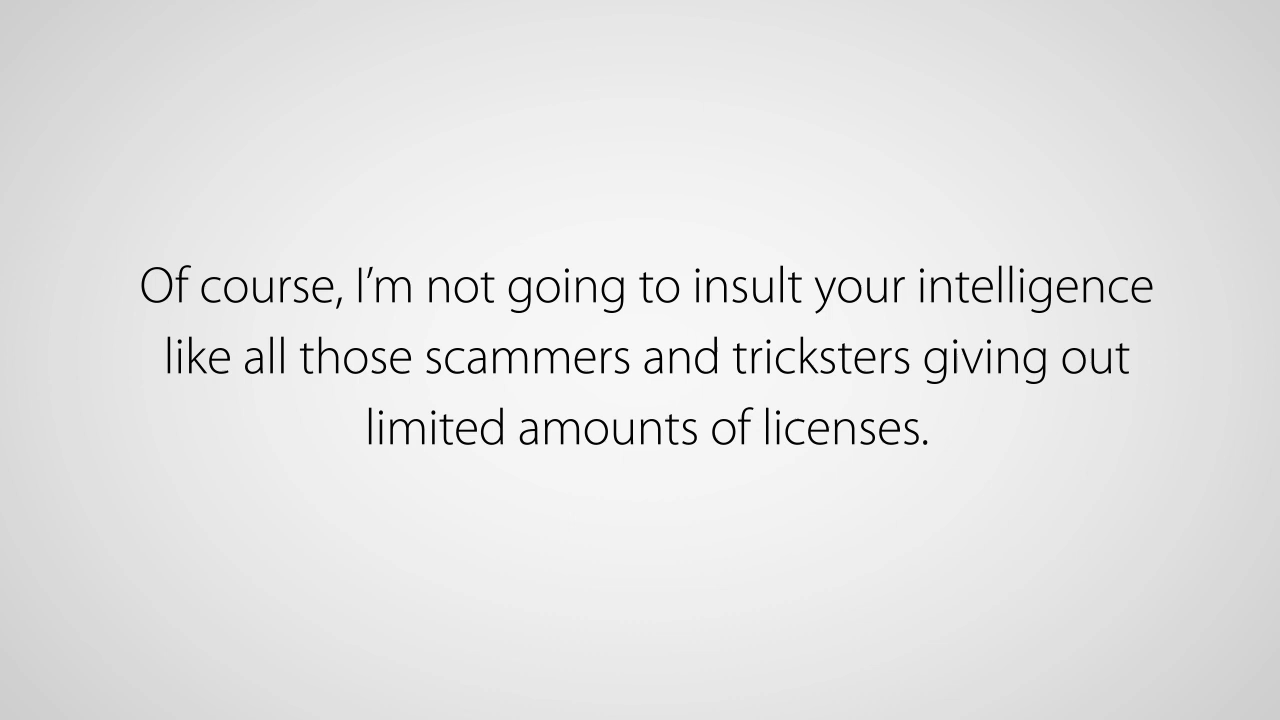 Of course, I’m not going to insult your intelligence
like all those scammers and tricksters giving out
limited amounts of licenses.